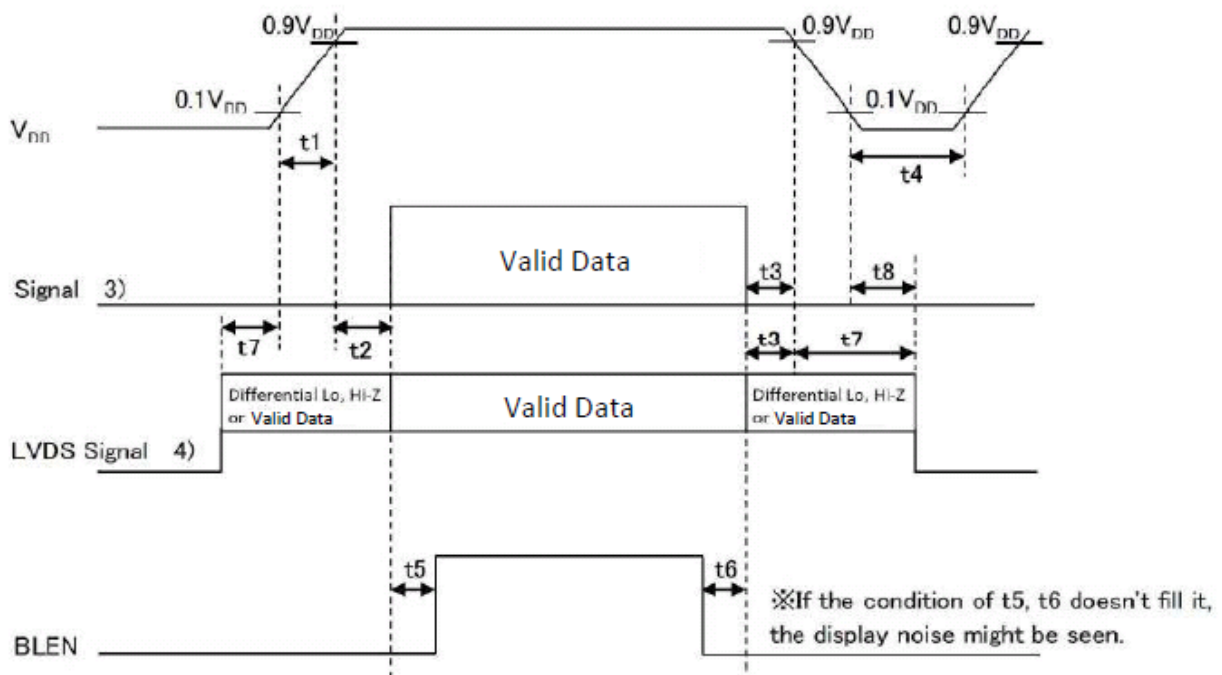 0.9VDD 0.9VDD 0.9VDD
0.1VDD 0.1VDD
VDD
t1
t4
Valid Data
t3 t8
Signal 3)
t7 t2 t3 t7
Differential Lo, Hi-Z
or Valid Data
Valid Data
Differential Lo, Hi-Z
or Valid Data
LVDS Signal 4)
t5 t6
※If the condition of t5, t6 doesn't fill it,
the display noise might be seen.
BLEN